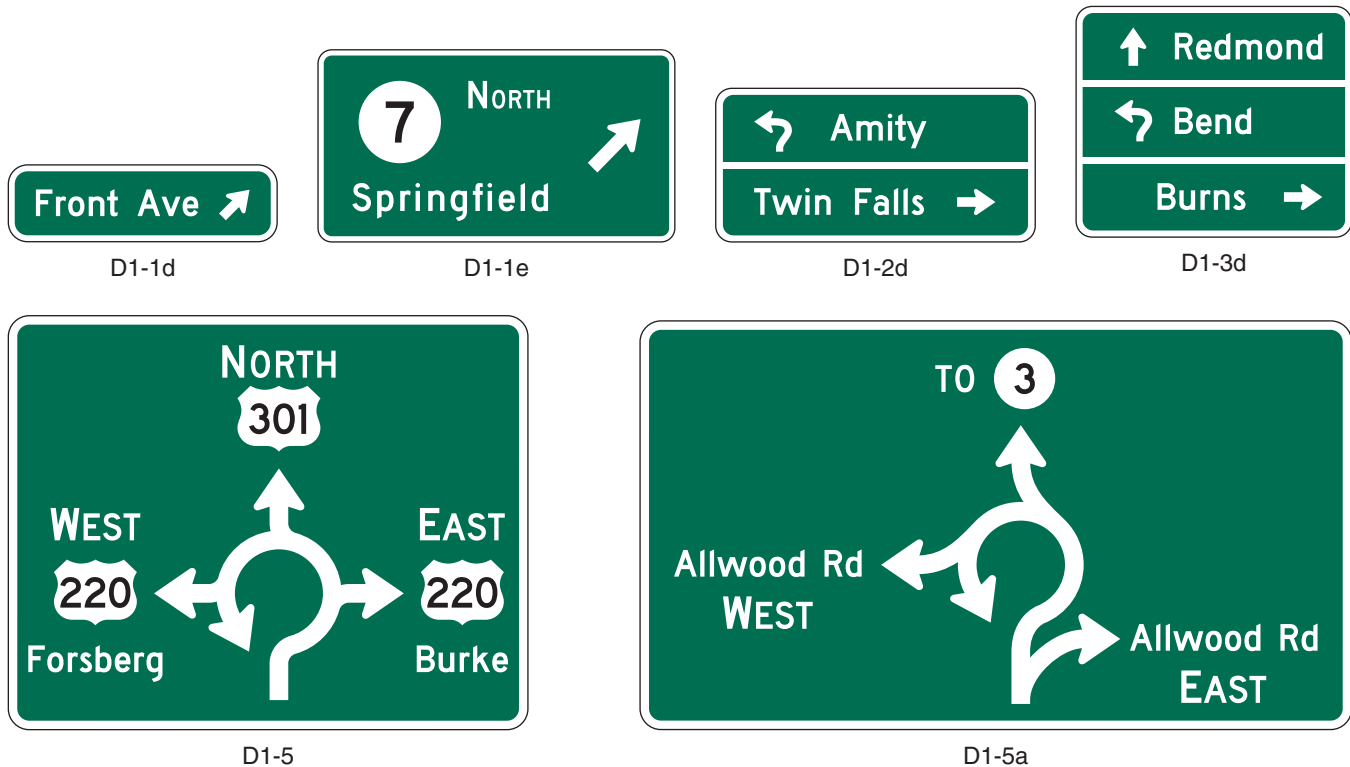 Front Ave
D1-1d
7 NORTH
Springfield
D1-1e
Amity
Twin Falls
D1-2d
Redmond
Bend
Burns
D1-3d
NORTH
301
WEST
220
Forsberg
EAST
220
Burke
D1-5
TO 3
Allwood Rd
WEST
Allwood Rd
EAST
D1-5a